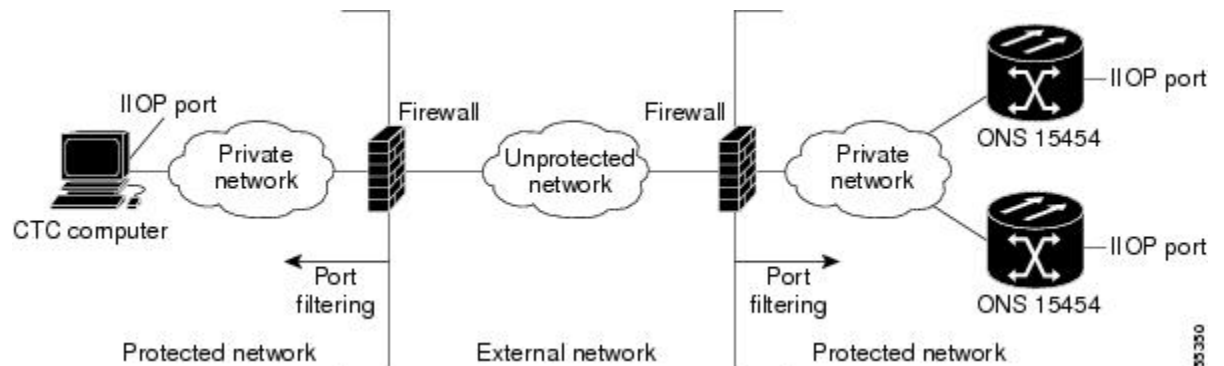 IIOP port
Private
network
CTC computer
Firewall
Port
filtering
Protected network
Unprotected
network
External network
Firewall
Port
filtering
Private
network
Protected network
ONS 15454
IIOP port
ONS 15454
IIOP port
55350